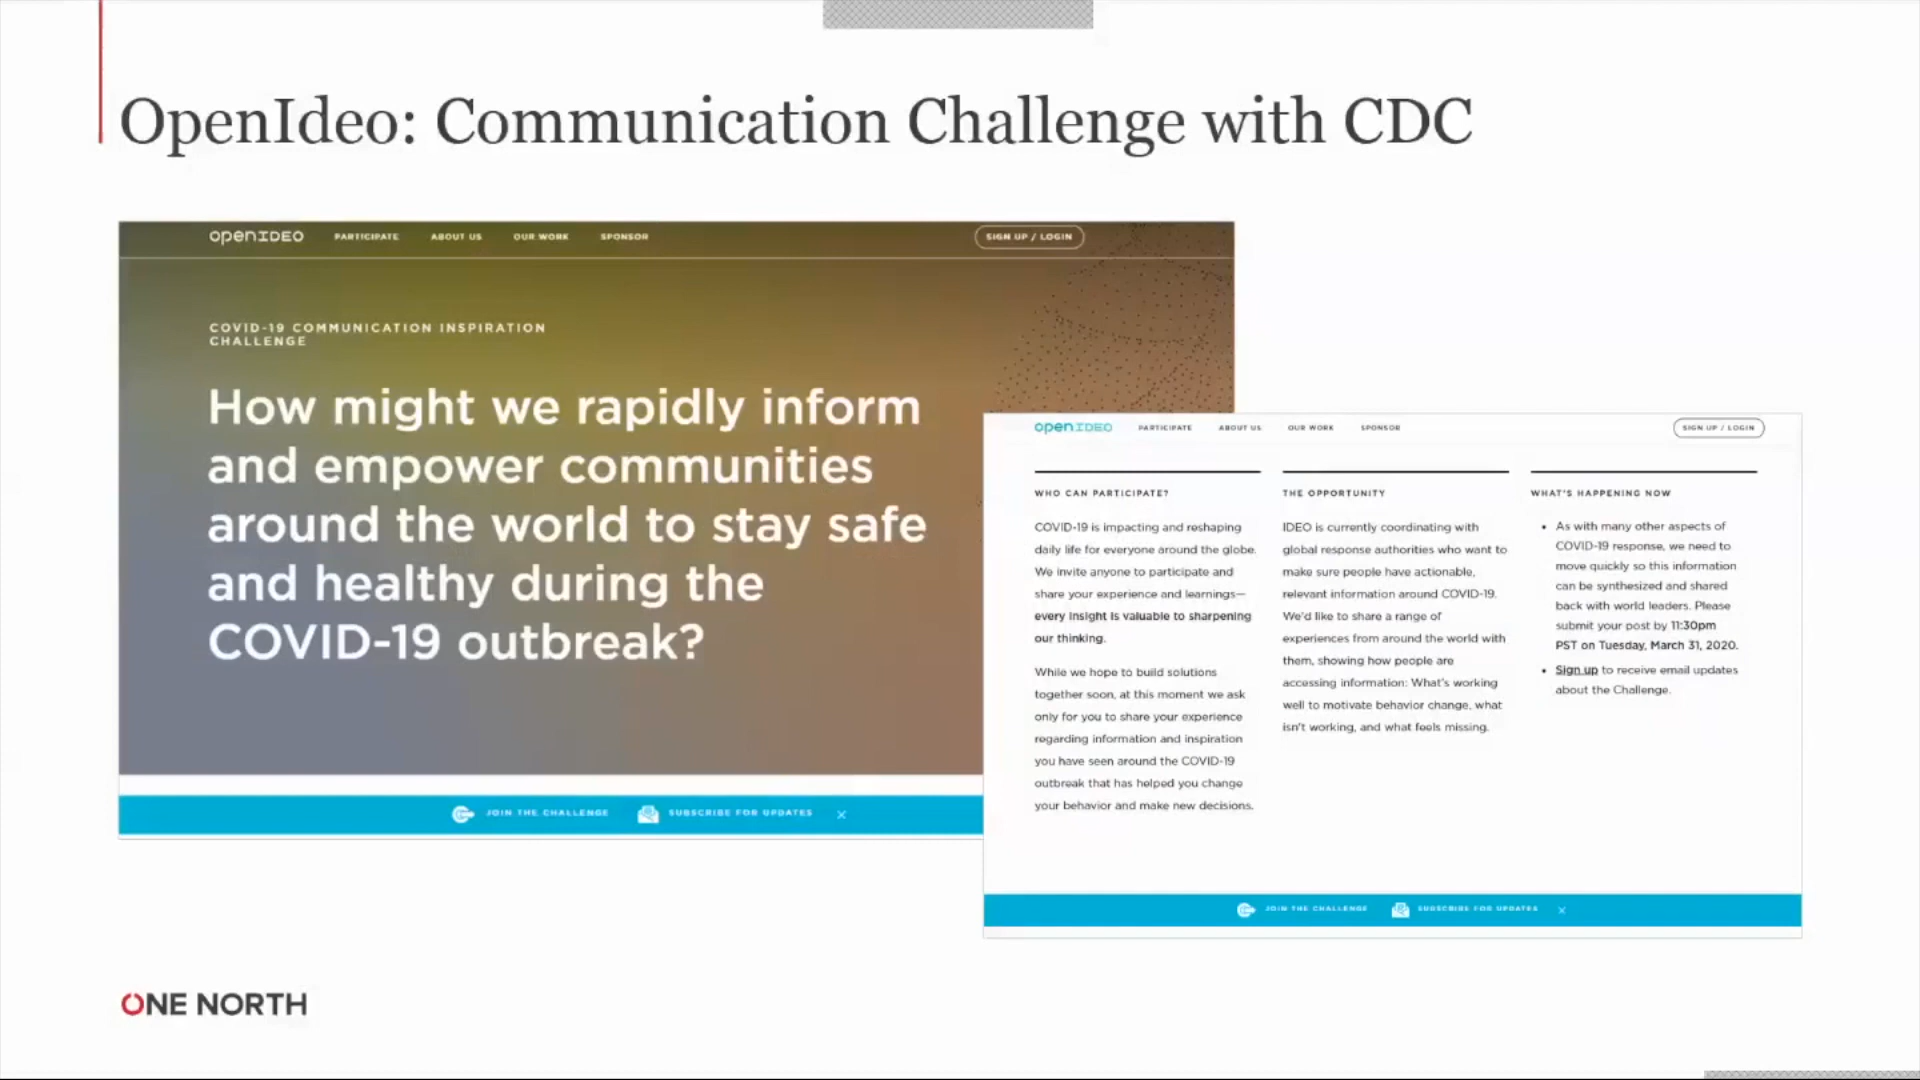 OpenIdeo: Communication Challenge with CDC
openIDEO PARTICIPATE ABOUT US OUR WORK SPONSOR SIGN UP / LOGIN
COVID-19 COMMUNICATION INSPIRATION
CHALLENGE
How might we rapidly inform
and empower communities
around the world to stay safe
and healthy during the
COVID-19 outbreak?
JOIN THE CHALLENGE SUBSCRIBE FOR UPDATES
openIDEO PARTICIPATE ABOUT US OUR WORK SPONSOR SIGN UP / LOGIN
WHO CAN PARTICIPATE?
COVID-19 is impacting and reshaping
daily life for everyone around the globe.
We invite anyone to participate and
share your experience and learnings—
every insight is valuable to sharpening
our thinking.
While we hope to build solutions
together soon, at this moment we ask
only for you to share your experience
regarding information and inspiration
you have seen around the COVID-19
outbreak that has helped you change
your behavior and make new decisions.
THE OPPORTUNITY
IDEO is currently coordinating with
global response authorities who want to
make sure people have actionable,
relevant information around COVID-19.
We'd like to share a range of
experiences from around the world with
them, showing how people are
accessing information: What's working
well to motivate behavior change, what
isn't working, and what feels missing.
WHAT'S HAPPENING NOW
• As with many other aspects of
COVID-19 response, we need to
move quickly so this information
can be synthesized and shared
back with world leaders. Please
submit your post by 11:30pm
PST on Tuesday, March 31, 2020.
• Sign up to receive email updates
about the Challenge.
JOIN THE CHALLENGE SUBSCRIBE FOR UPDATES
ONE NORTH